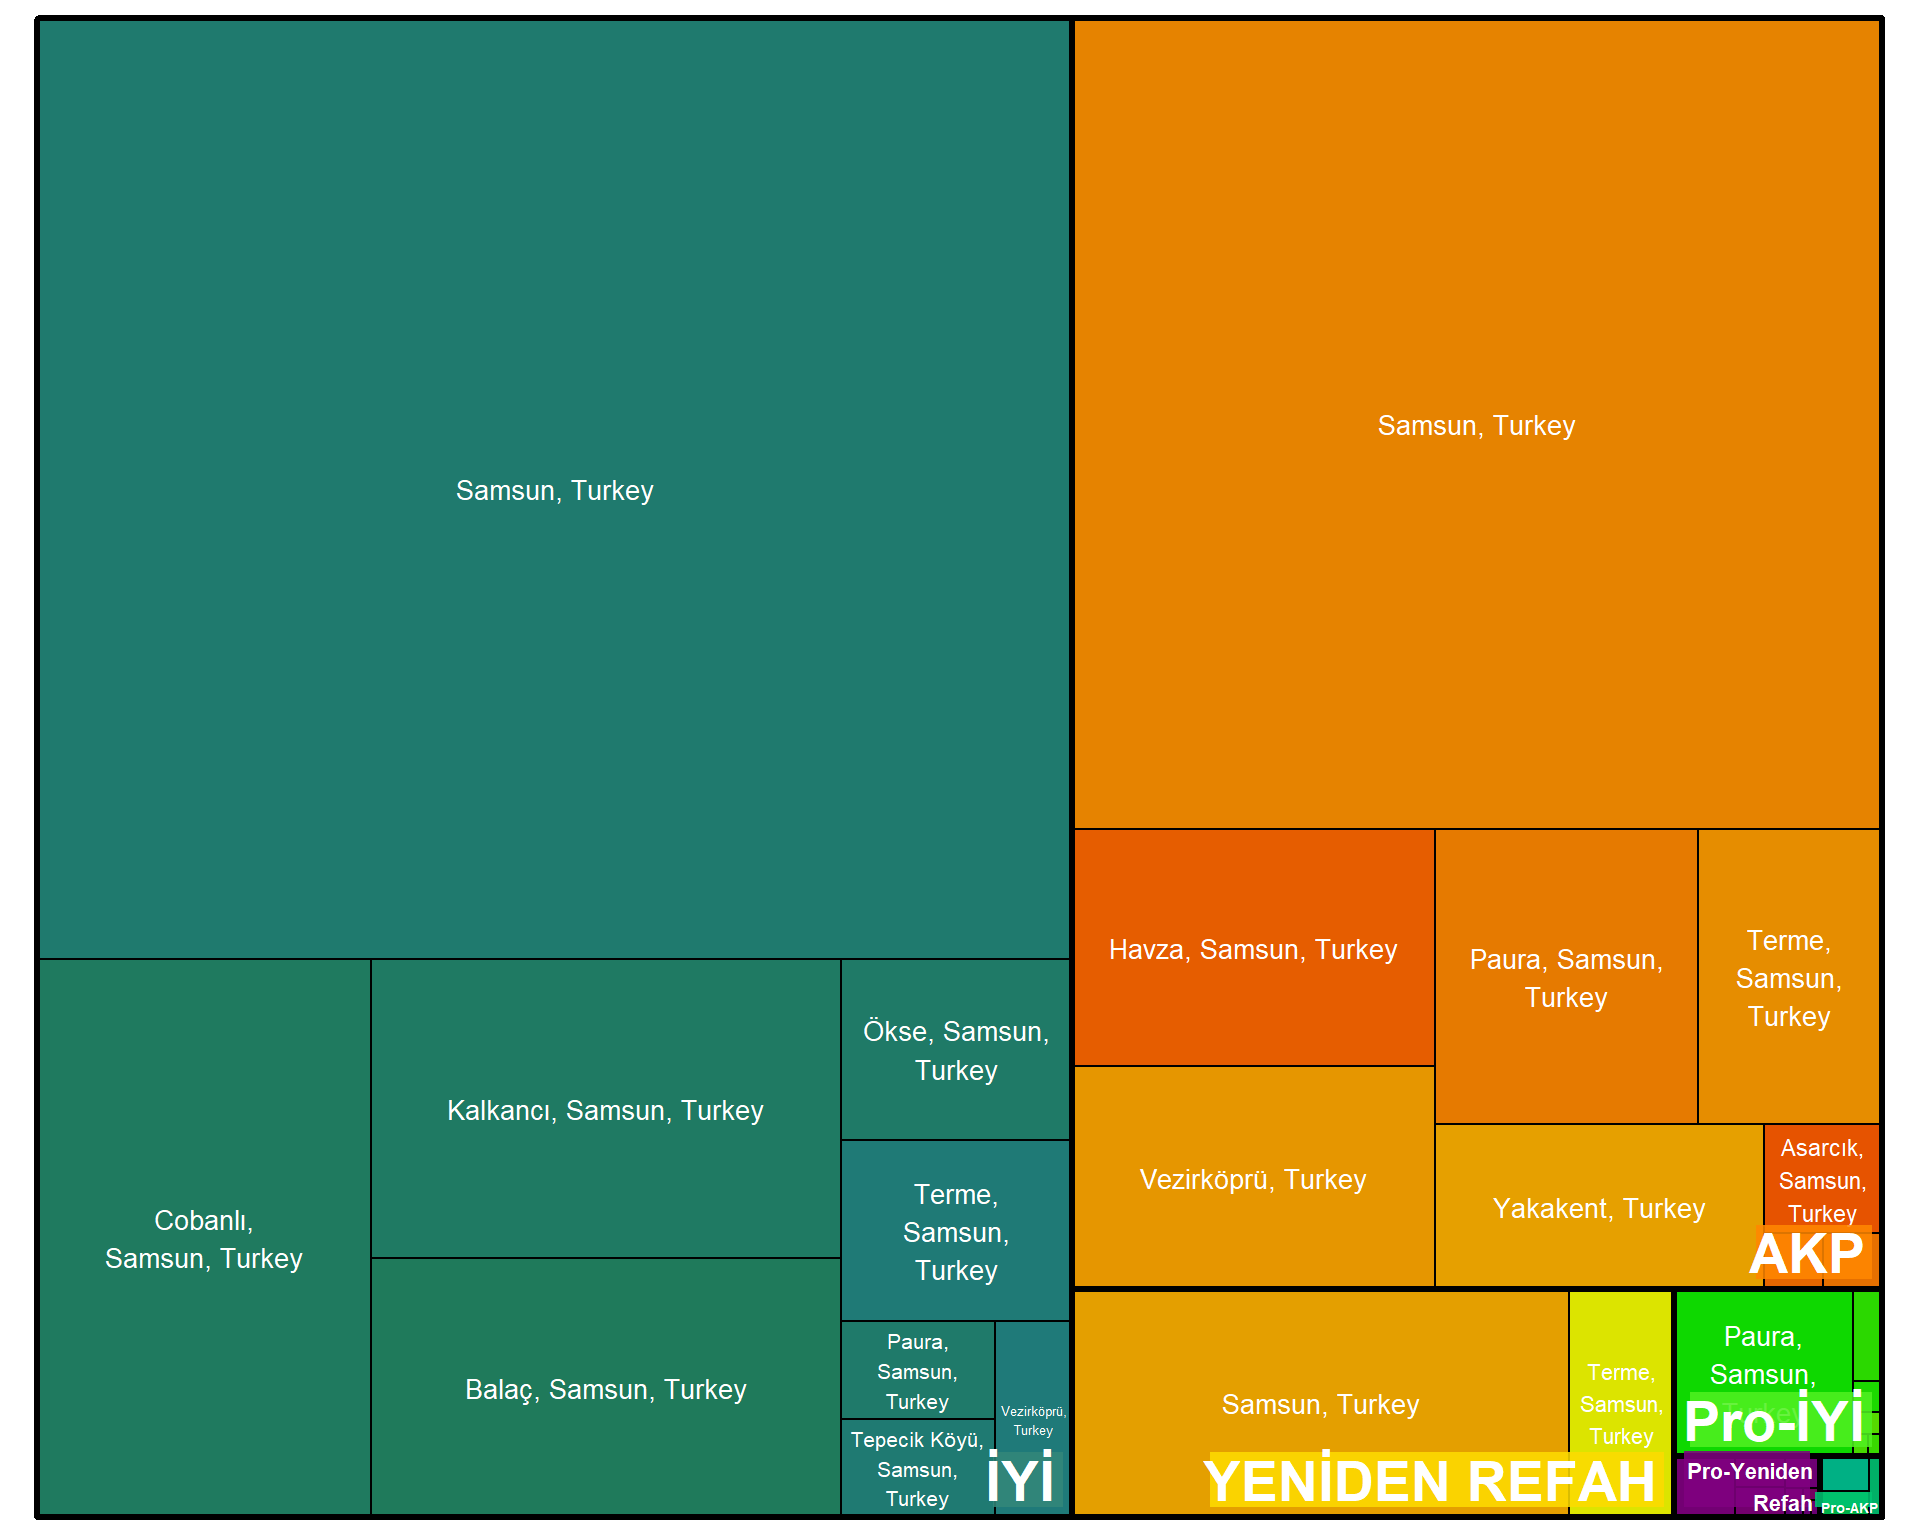 Samsun, Turkey
Cobanlı,
Samsun, Turkey
Kalkancı, Samsun, Turkey
Balaç, Samsun, Turkey
Ökse, Samsun,
Turkey
Terme,
Samsun,
Turkey
Paura,
Samsun,
Turkey
Tepecik Köyü,
Samsun,
Turkey
Vezirköprü,
Turkey
İYİ
Samsun, Turkey
Havza, Samsun, Turkey
Vezirköprü, Turkey
Paura, Samsun,
Turkey
Terme,
Samsun,
Turkey
Yakakent, Turkey
Asarcık,
Samsun,
Turkey
AKP
Samsun, Turkey
Terme,
Samsun,
Turkey
YENİDEN REFAH
Paura,
Samsun,
Turkey
Pro-İYİ
Pro-Yeniden
Refah
Pro-AKP